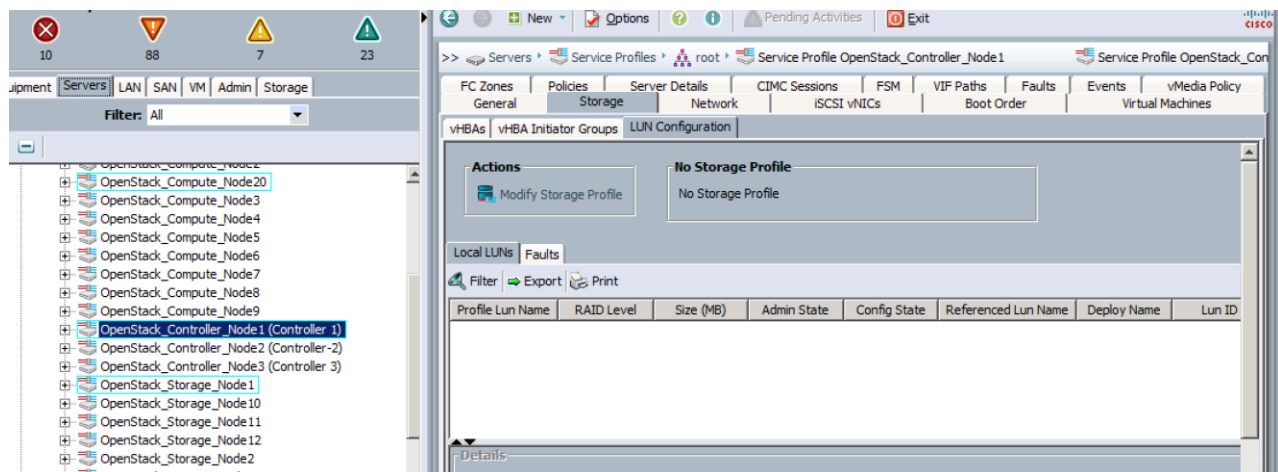 10 88 7 23
New Options Pending Activities Exit
CISCO
>> Servers Service Profiles root Service Profile OpenStack_Controller_Node1 Service Profile OpenStack_Con
uipment Servers LAN SAN VM Admin Storage
Filter: All
OpenStack_Compute_Node2
OpenStack_Compute_Node20
OpenStack_Compute_Node3
OpenStack_Compute_Node4
OpenStack_Compute_Node5
OpenStack_Compute_Node6
OpenStack_Compute_Node7
OpenStack_Compute_Node8
OpenStack_Compute_Node9
OpenStack_Controller_Node1 (Controller 1)
OpenStack_Controller_Node2 (Controller-2)
OpenStack_Controller_Node3 (Controller 3)
OpenStack_Storage_Node1
OpenStack_Storage_Node10
OpenStack_Storage_Node11
OpenStack_Storage_Node12
OpenStack_Storage_Node2
FC Zones Policies Server Details CIMC Sessions FSM VIF Paths Faults Events vMedia Policy
General Storage Network iSCSI vNICs Boot Order Virtual Machines
vHBAs vHBA Initiator Groups LUN Configuration
Actions
Modify Storage Profile
No Storage Profile
No Storage Profile
Local LUNs Faults
Filter Export Print
Profile Lun Name RAID Level Size (MB) Admin State Config State Referenced Lun Name Deploy Name Lun ID
Details